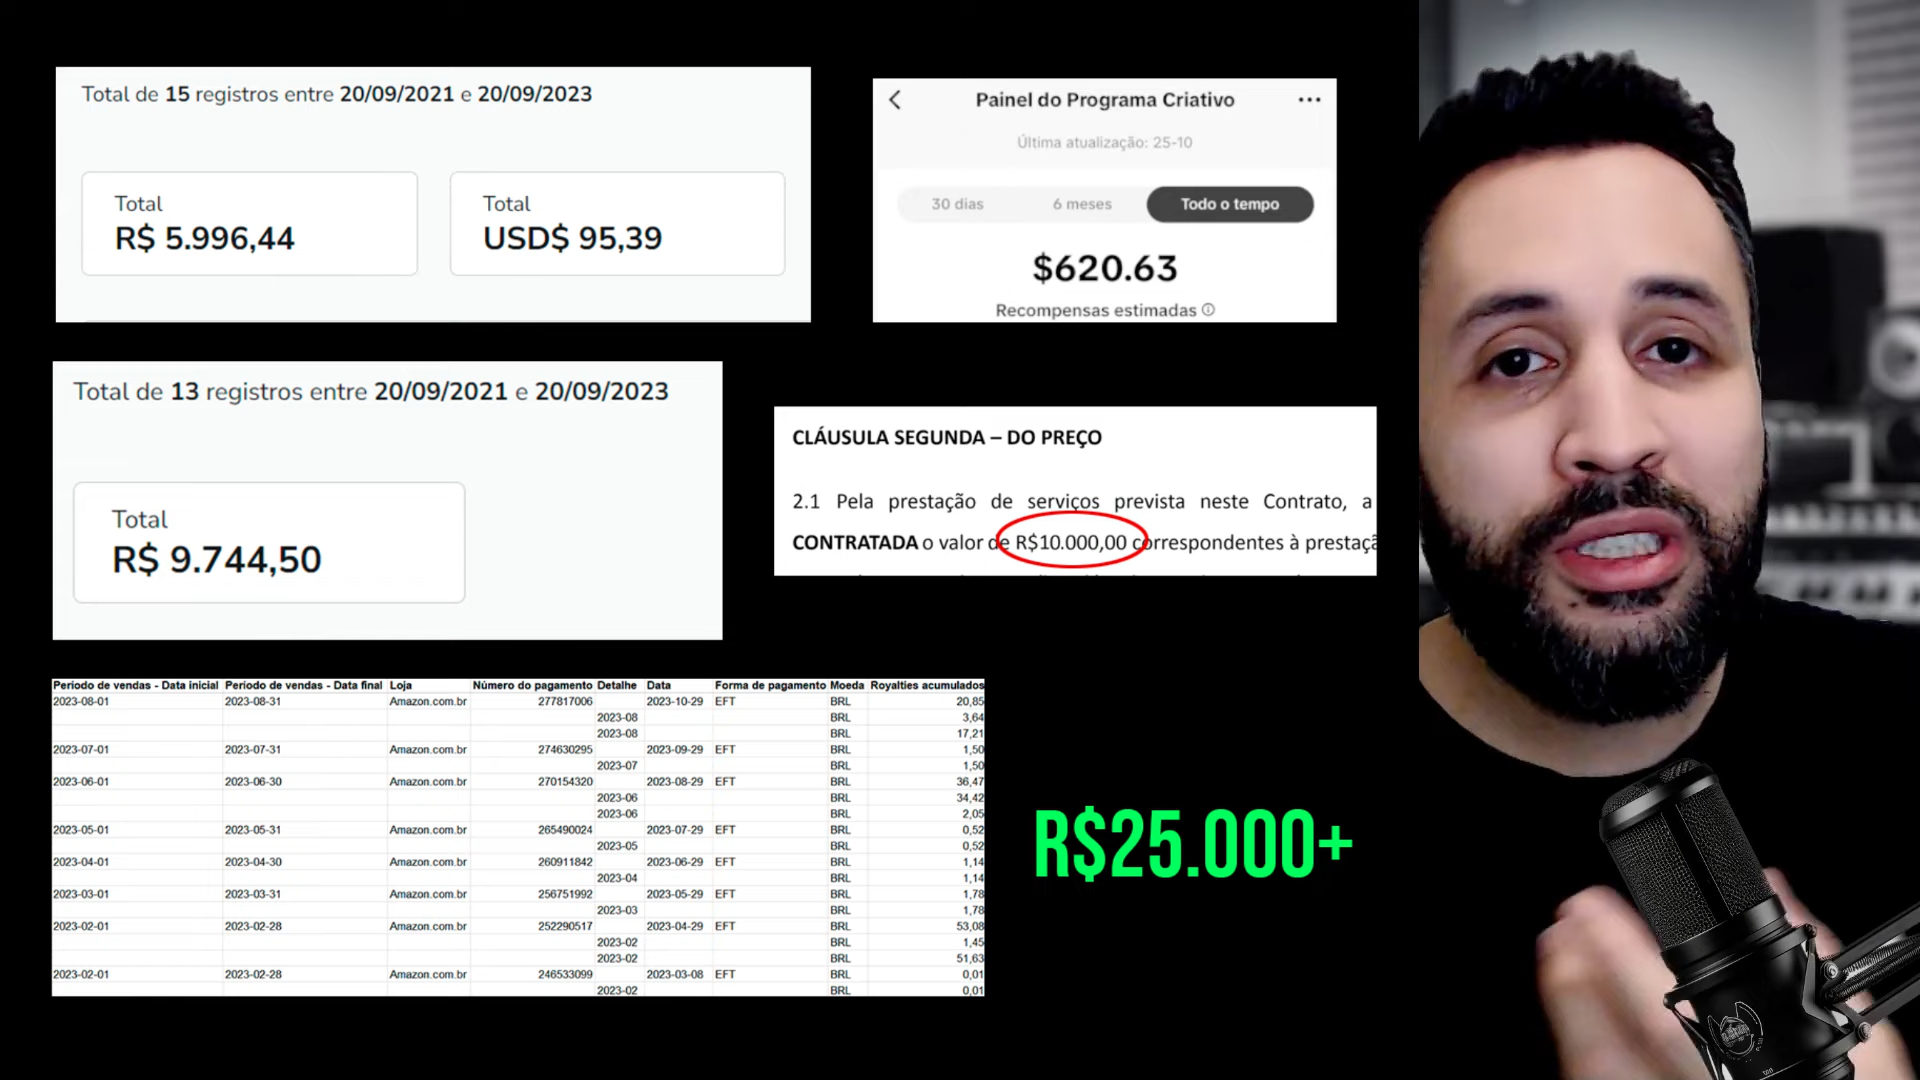 Total de 15 registros entre 20/09/2021 e 20/09/2023
Total
R$ 5.996,44
Total
USD$ 95,39
Painel do Programa Criativo
Última atualização: 25-10
30 dias 6 meses Todo o tempo
$620.63
Recompensas estimadas
Total de 13 registros entre 20/09/2021 e 20/09/2023
Total
R$ 9.744,50
CLÁUSULA SEGUNDA – DO PREÇO
2.1 Pela prestação de serviços prevista neste Contrato, a
CONTRATADA o valor de R$10.000,00 correspondentes à prestaçã
Período de vendas - Data inicial Período de vendas - Data final Loja Número do pagamento Detalhe Data Forma de pagamento Moeda Royalties acumulados
2023-08-01 2023-08-31 Amazon.com.br 277817006 2023-10-29 EFT BRL 20,85
2023-08 BRL 3,64
2023-08 BRL 17,21
2023-07-01 2023-07-31 Amazon.com.br 274630295 2023-09-29 EFT BRL 1,50
2023-07 BRL 1,50
2023-06-01 2023-06-30 Amazon.com.br 270154320 2023-08-29 EFT BRL 36,47
2023-06 BRL 34,42
2023-06 BRL 2,05
2023-05-01 2023-05-31 Amazon.com.br 265490024 2023-07-29 EFT BRL 0,52
2023-05 BRL 0,52
2023-04-01 2023-04-30 Amazon.com.br 260911842 2023-06-29 EFT BRL 1,14
2023-04 BRL 1,14
2023-03-01 2023-03-31 Amazon.com.br 256751992 2023-05-29 EFT BRL 1,78
2023-03 BRL 1,78
2023-02-01 2023-02-28 Amazon.com.br 252290517 2023-04-29 EFT BRL 53,08
2023-02 BRL 1,45
2023-02 BRL 51,63
2023-02-01 2023-02-28 Amazon.com.br 246533099 2023-03-08 EFT BRL 0,01
2023-02 BRL 0,01
R$25.000+